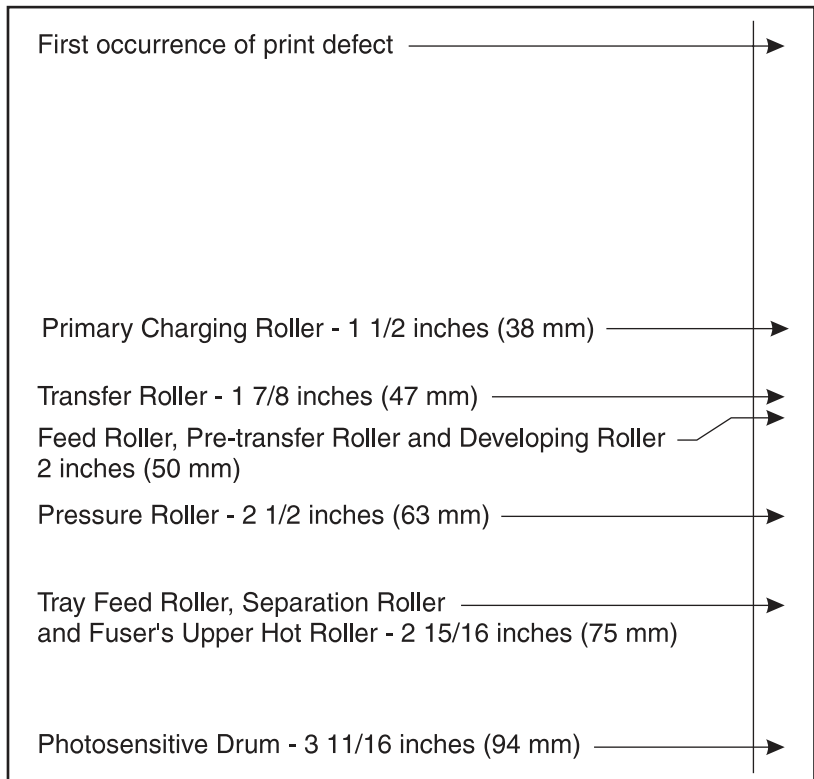 First occurrence of print defect
Primary Charging Roller - 1 1/2 inches (38 mm)
Transfer Roller - 1 7/8 inches (47 mm)
Feed Roller, Pre-transfer Roller and Developing Roller
2 inches (50 mm)
Pressure Roller - 2 1/2 inches (63 mm)
Tray Feed Roller, Separation Roller
and Fuser's Upper Hot Roller - 2 15/16 inches (75 mm)
Photosensitive Drum - 3 11/16 inches (94 mm)